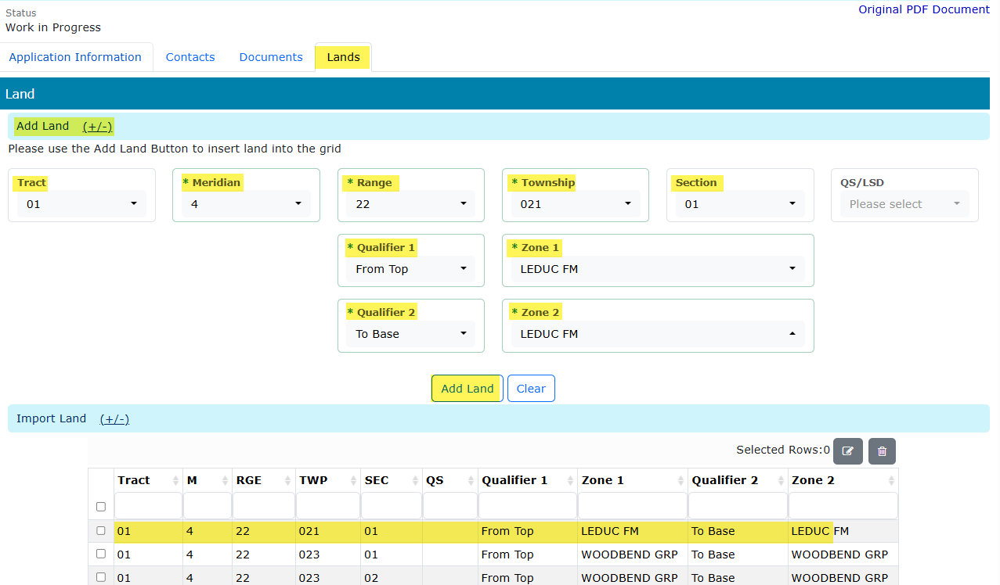 Status
Original PDF Document
Work in Progress
Application Information Contacts Documents Lands
Land
Add Land (+/-)
Please use the Add Land Button to insert land into the grid
Tract * Meridian * Range * Township Section QS/LSD
01 4 22 021 01 Please select
* Qualifier 1 * Zone 1
From Top LEDUC FM
* Qualifier 2 * Zone 2
To Base LEDUC FM
Add Land Clear
Import Land (+/-)
Selected Rows:0
Tract M RGE TWP SEC QS Qualifier 1 Zone 1 Qualifier 2 Zone 2
01 4 22 021 01 From Top LEDUC FM To Base LEDUC FM
01 4 22 023 01 From Top WOODBEND GRP To Base WOODBEND GRP
01 4 22 023 02 From Top WOODBEND GRP To Base WOODBEND GRP